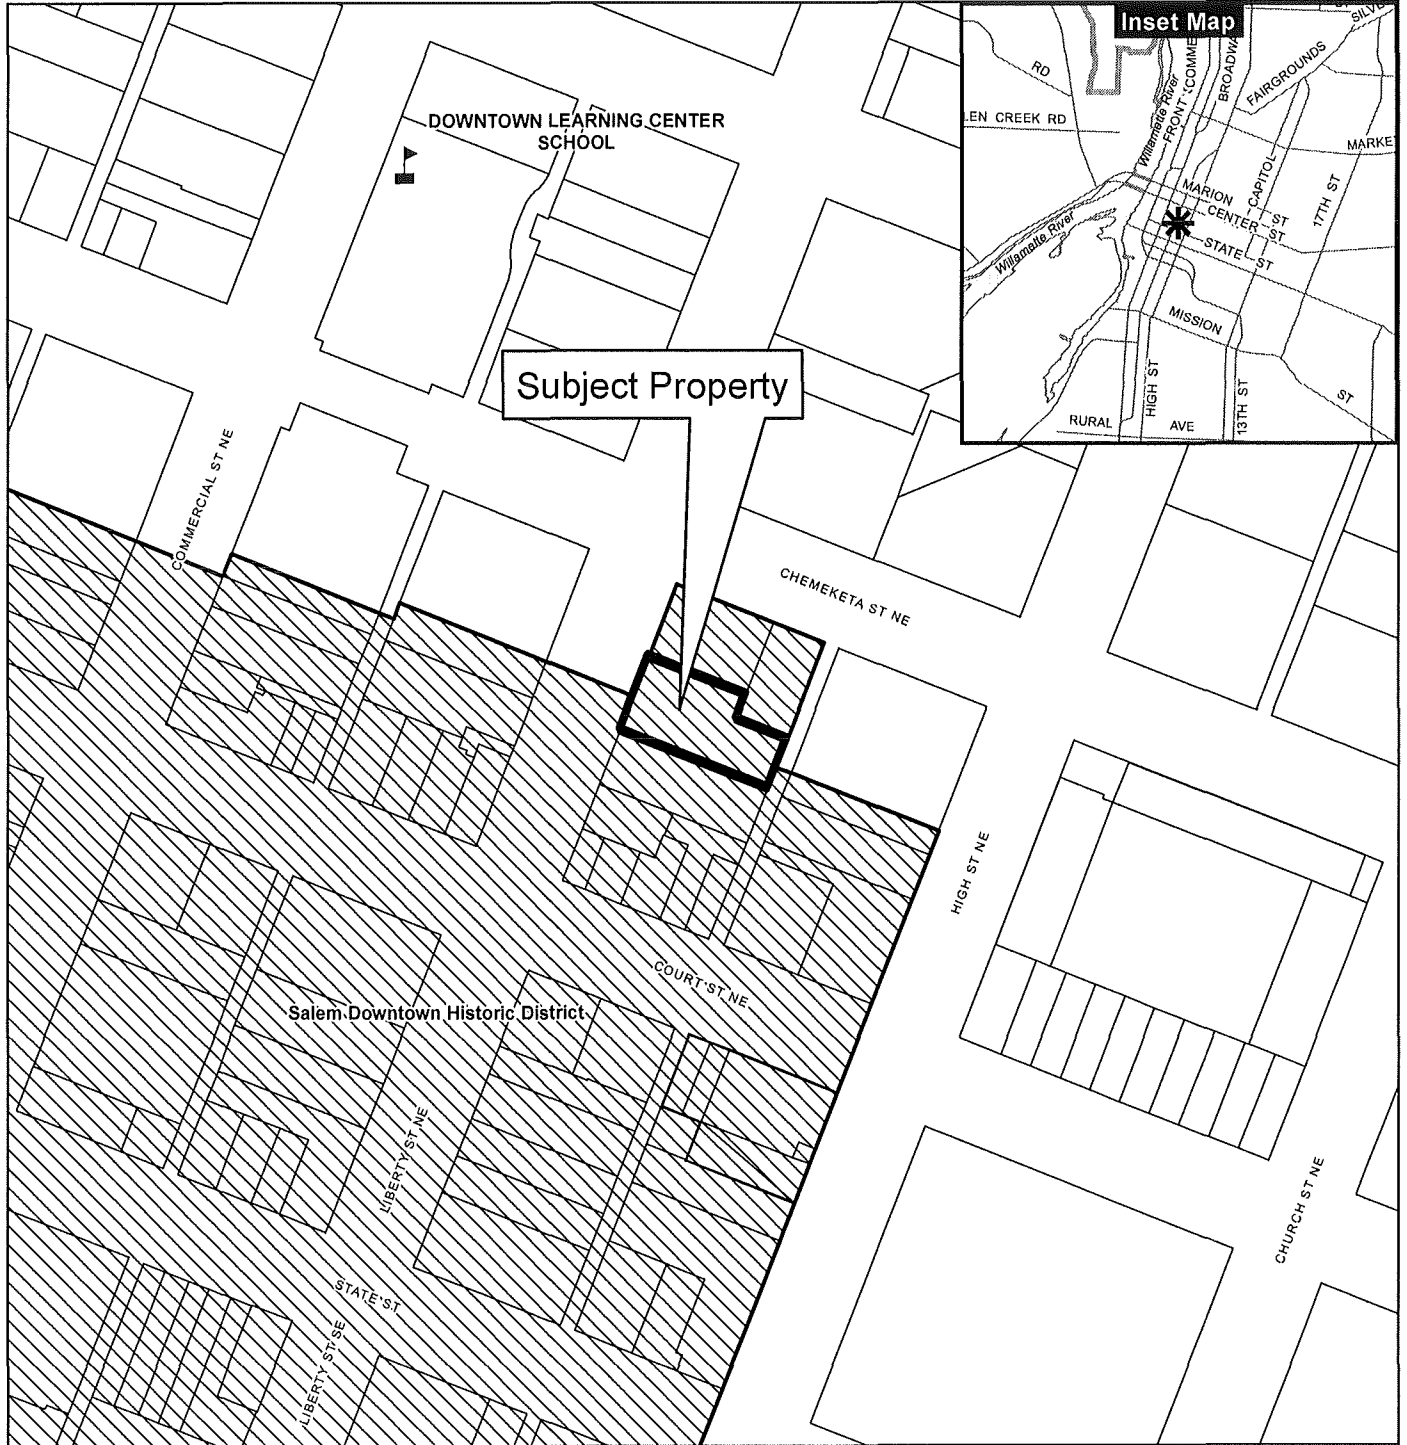 Inset Map
SILVE
RD
COMME
BROADWA
FAIRGROUNDS
LEN CREEK RD
Willamette River
FRONT
MARKE
CAPITOL
17TH ST
MARION ST
CENTER ST
STATE ST
Willamette River
MISSION
ST
HIGH ST
13TH ST
RURAL AVE
DOWNTOWN LEARNING CENTER
SCHOOL
Subject Property
COMMERCIAL ST NE
CHEMEKETA ST NE
HIGH ST NE
COURT ST NE
Salem Downtown Historic District
LIBERTY ST NE
CHURCH ST NE
STATE ST
LIBERTY ST SE